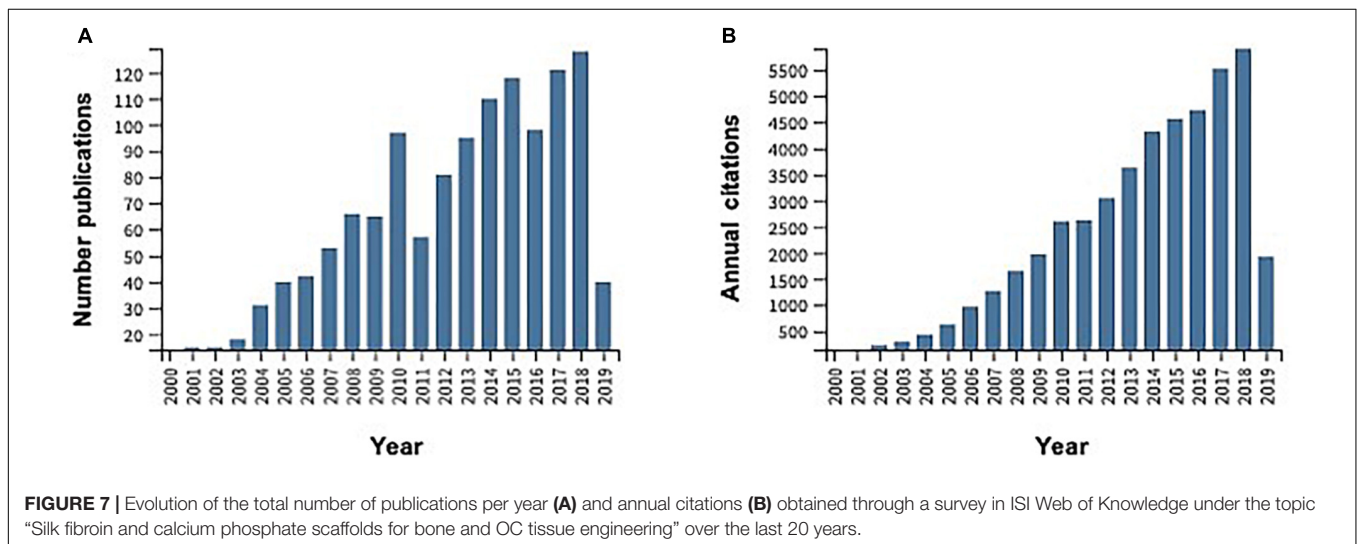 A
Number publications
120
110
100
90
80
70
60
50
40
30
20
2000 2001 2002 2003 2004 2005 2006 2007 2008 2009 2010 2011 2012 2013 2014 2015 2016 2017 2018 2019
Year
B
Annual citations
5500
5000
4500
4000
3500
3000
2500
2000
1500
1000
500
2000 2001 2002 2003 2004 2005 2006 2007 2008 2009 2010 2011 2012 2013 2014 2015 2016 2017 2018 2019
Year
FIGURE 7 | Evolution of the total number of publications per year (A) and annual citations (B) obtained through a survey in ISI Web of Knowledge under the topic
“Silk fibroin and calcium phosphate scaffolds for bone and OC tissue engineering” over the last 20 years.